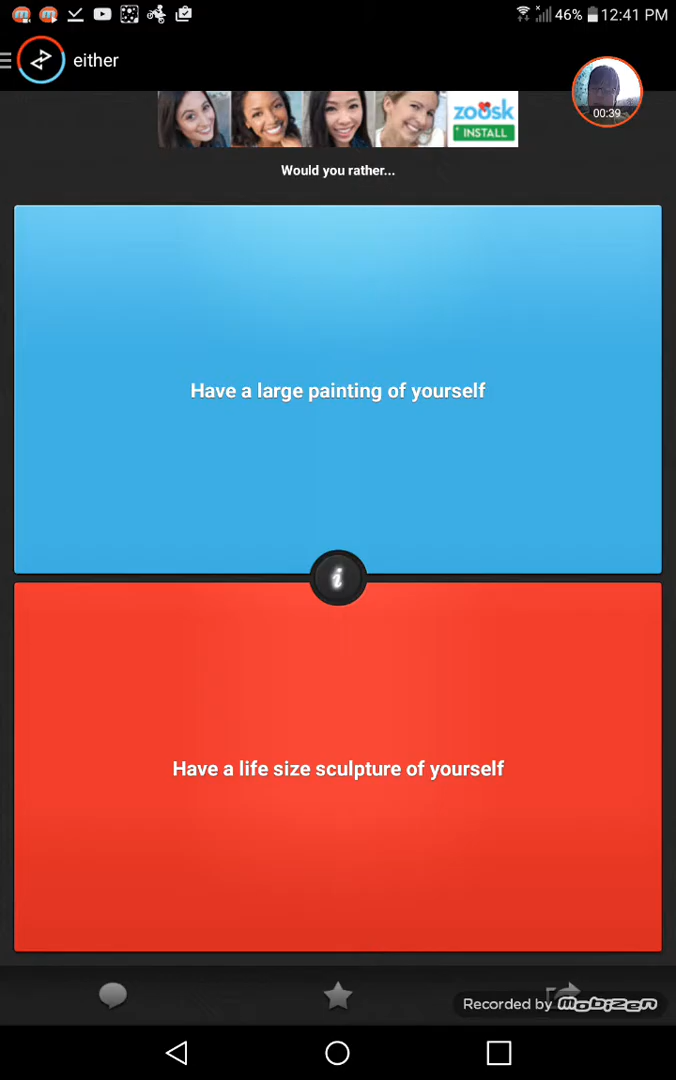 46% 12:41 PM
either
00:39
zoosk
INSTALL
Would you rather...
Have a large painting of yourself
i
Have a life size sculpture of yourself
Recorded by mobizen